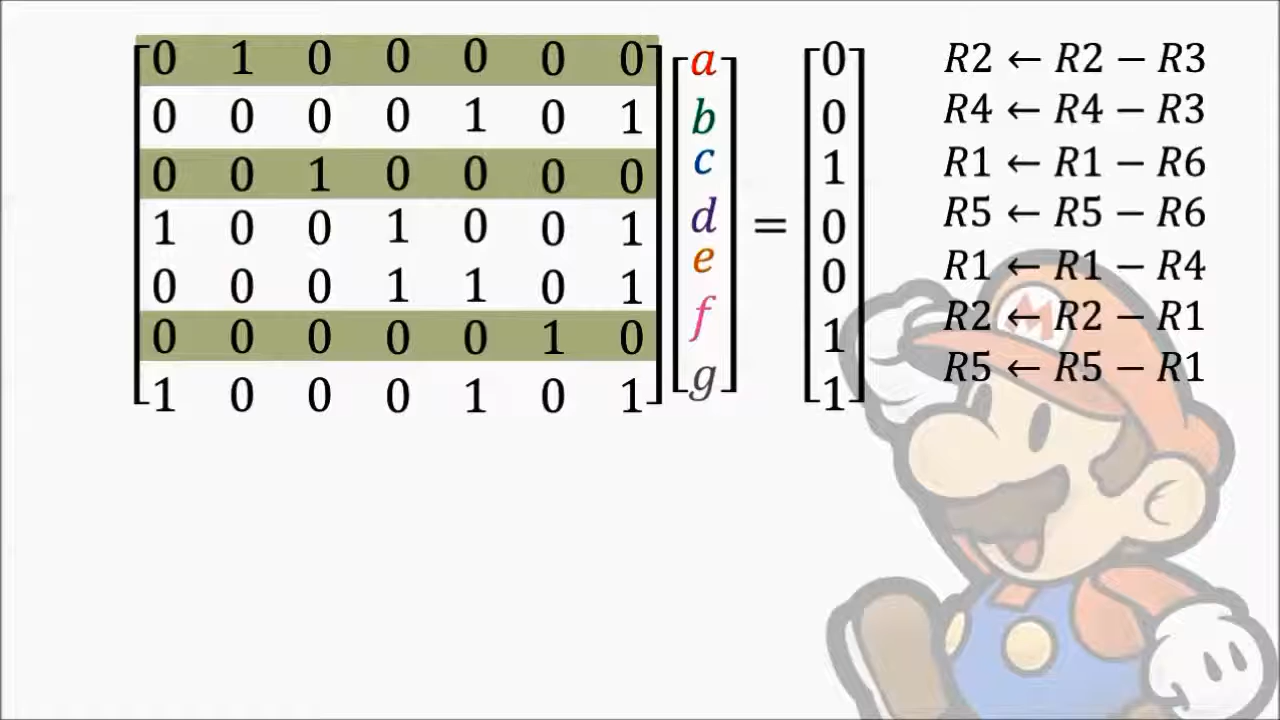 0 1 0 0 0 0 0 a 0 R2 ← R2 − R3
0 0 0 0 1 0 1 b 0 R4 ← R4 − R3
0 0 1 0 0 0 0 c 1 R1 ← R1 − R6
1 0 0 1 0 0 1 d = 0 R5 ← R5 − R6
0 0 0 1 1 0 1 e 0 R1 ← R1 − R4
0 0 0 0 0 1 0 f 1 R2 ← R2 − R1
1 0 0 0 1 0 1 g 1 R5 ← R5 − R1
M